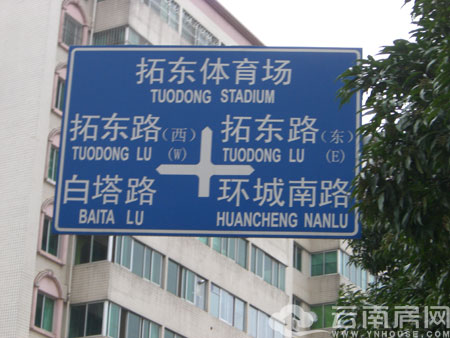 拓东体育场
TUODONG STADIUM
拓东路(西) 拓东路(东)
TUODONG LU (W) TUODONG LU (E)
白塔路 环城南路
BAITA LU HUANCHENG NANLU
云南房网
WWW.YNHOUSE.COM